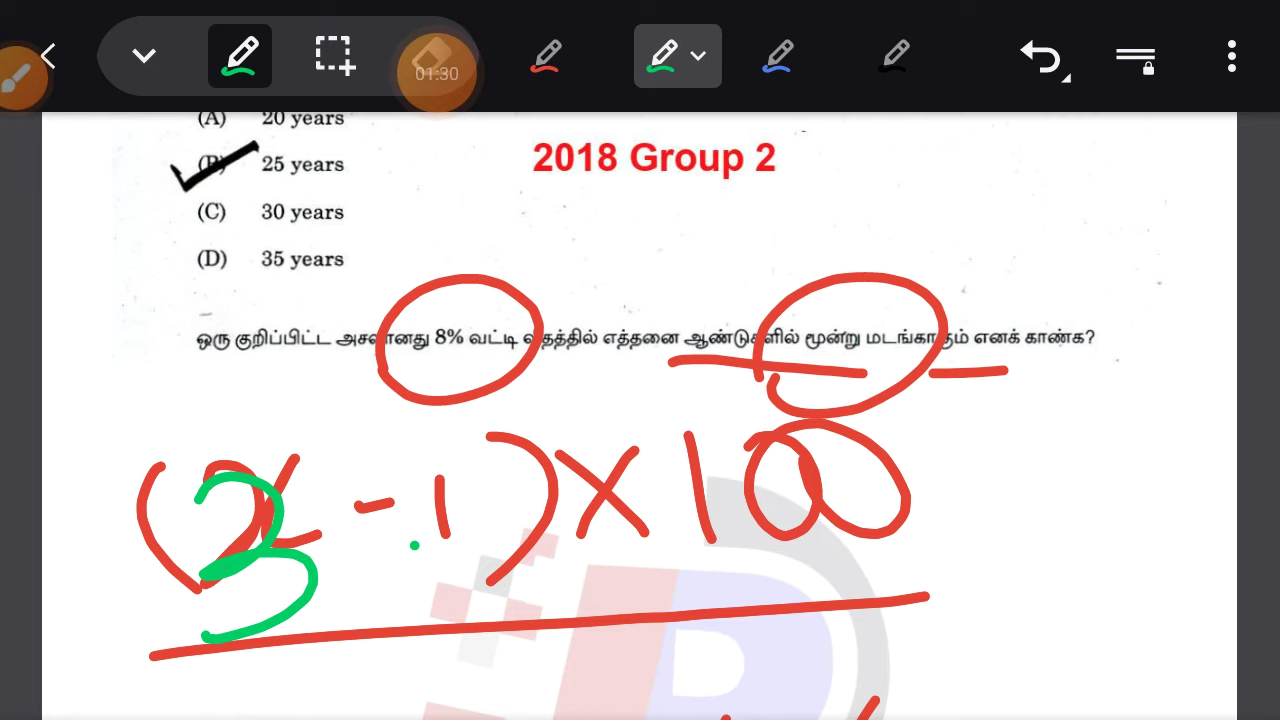 01:30
(A) 20 years
(B) 25 years
2018 Group 2
(C) 30 years
(D) 35 years
ஒரு குறிப்பிட்ட அசலானது 8% வட்டி வீதத்தில் எத்தனை ஆண்டுகளில் மூன்று மடங்காகும் எனக் காண்க?
- 1) × 100
3